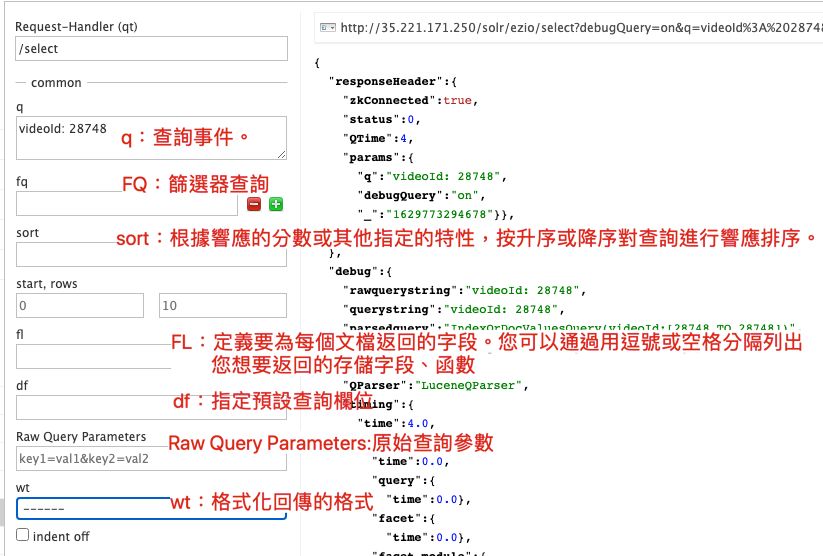 Request-Handler (qt)
/select
common
q
videoId: 28748
q：查詢事件。
fq
FQ：篩選器查詢
sort
sort：根據響應的分數或其他指定的特性，按升序或降序對查詢進行響應排序。
start, rows
0
10
fl
FL：定義要為每個文檔返回的字段。您可以通過用逗號或空格分隔列出
您想要返回的存儲字段、函數
df
df：指定預設查詢欄位
Raw Query Parameters
Raw Query Parameters:原始查詢參數
key1=val1&key2=val2
wt
------
wt：格式化回傳的格式
indent off
http://35.221.171.250/solr/ezio/select?debugQuery=on&q=videoId%3A%2028748
{
"responseHeader":{
"zkConnected":true,
"status":0,
"QTime":4,
"params":{
"q":"videoId: 28748",
"debugQuery":"on",
"_":"1629773294678"}},
},
"debug":{
"rawquerystring":"videoId: 28748",
"querystring":"videoId: 28748",
"parsedquery":"IndexOrDocValuesQuery(videoId:[28748 TO 28748])",
"QParser":"LuceneQParser",
"timing":{
"time":4.0,
"time":0.0,
"query":{
"time":0.0},
"facet":{
"time":0.0},
"facet_module":{